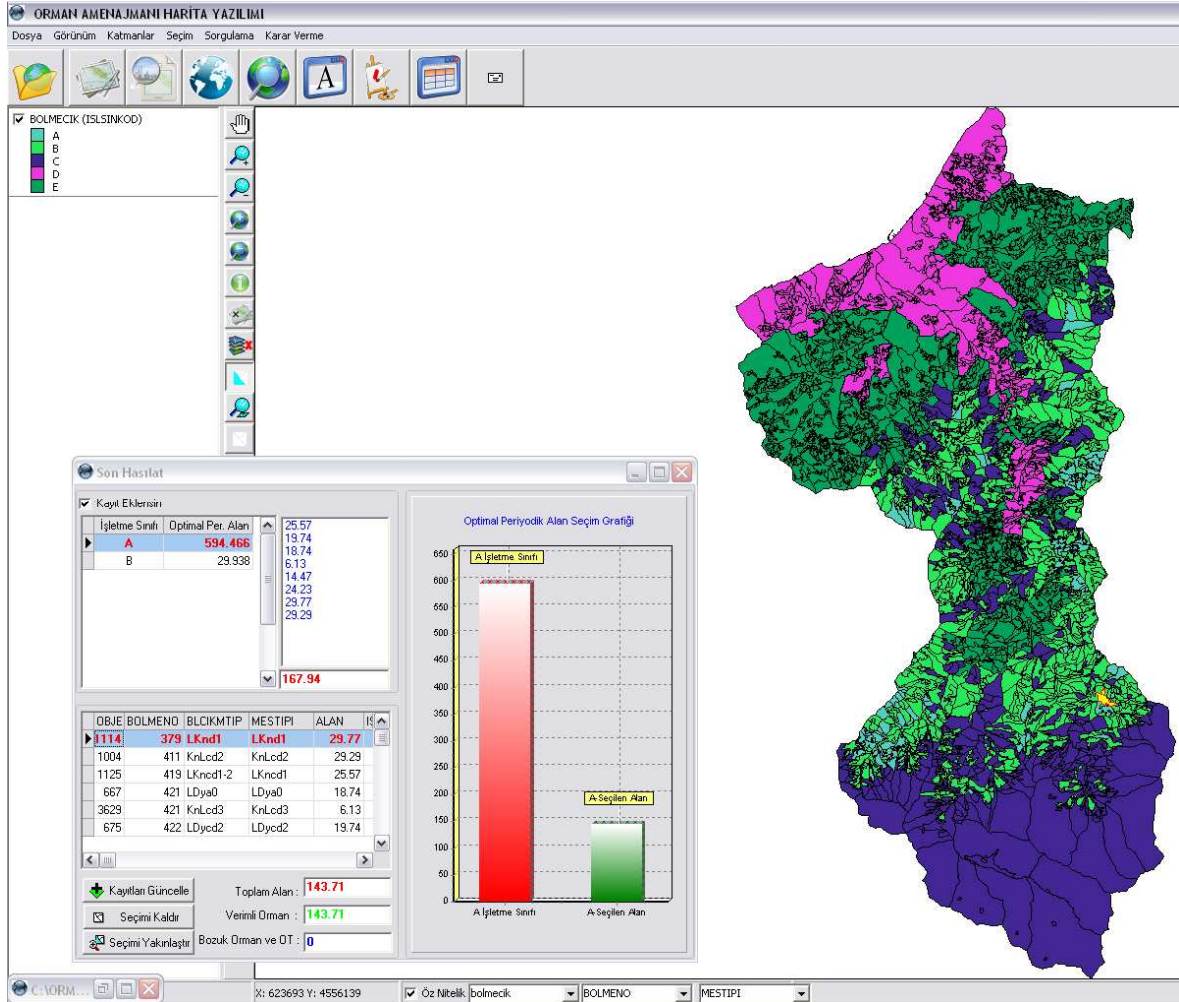 ORMAN AMENAJMANI HARİTA YAZILIMI
Dosya Görünüm Katmanlar Seçim Sorgulama Karar Verme
A
BOLMECIK (ISLSINKOD)
A
B
C
D
E
Son Hasılat
Kayıt Eklensin
İşletme Sınıfı Optimal Per. Alan
A 594.466
B 29.938
25.57
19.74
18.74
6.13
14.47
24.23
29.77
29.29
167.94
OBJE BOLMENO BLCIKMTIP MESTIPI ALAN
1114 379 LKnd1 LKnd1 29.77
1004 411 KnLcd2 KnLcd2 29.29
1125 419 LKncd1-2 LKncd1 25.57
667 421 LDya0 LDya0 18.74
3629 421 KnLcd3 KnLcd3 6.13
675 422 LDycd2 LDycd2 19.74
Kayıtları Güncelle
Seçimi Kaldır
Seçimi Yakınlaştır
Toplam Alan : 143.71
Verimli Orman : 143.71
Bozuk Orman ve OT : 0
Optimal Periyodik Alan Seçim Grafiği
650
600
550
500
450
400
350
300
250
200
150
100
50
0
A İşletme Sınıfı
A-Seçilen Alan
A İşletme Sınıfı
A-Seçilen Alan
C:\ORM...
X: 623693 Y: 4556139
Öz Nitelik bolmecik BOLMENO MESTIPI